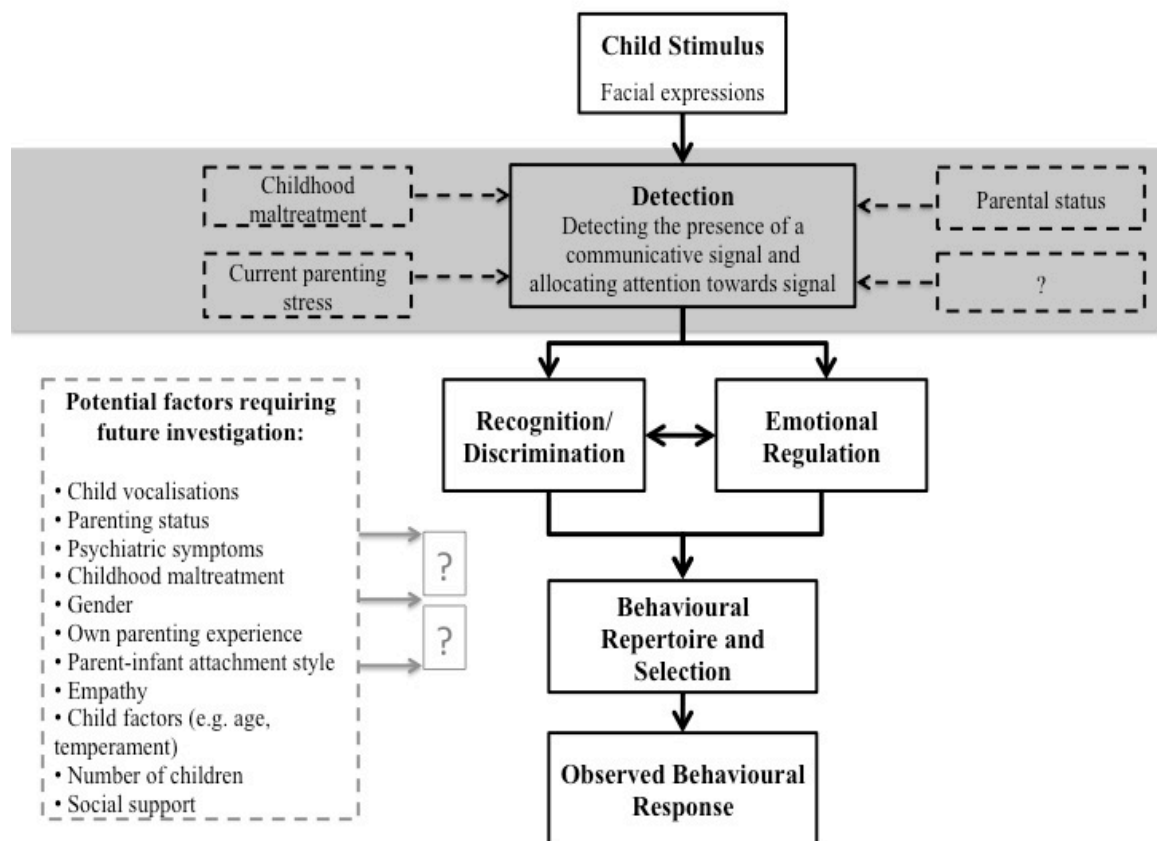 Child Stimulus
Facial expressions
Childhood
maltreatment
Current parenting
stress
Detection
Detecting the presence of a
communicative signal and
allocating attention towards signal
Parental status
?
Recognition/
Discrimination
Emotional
Regulation
Potential factors requiring
future investigation:
• Child vocalisations
• Parenting status
• Psychiatric symptoms
• Childhood maltreatment
• Gender
• Own parenting experience
• Parent-infant attachment style
• Empathy
• Child factors (e.g. age,
temperament)
• Number of children
• Social support
?
?
Behavioural
Repertoire and
Selection
Observed Behavioural
Response